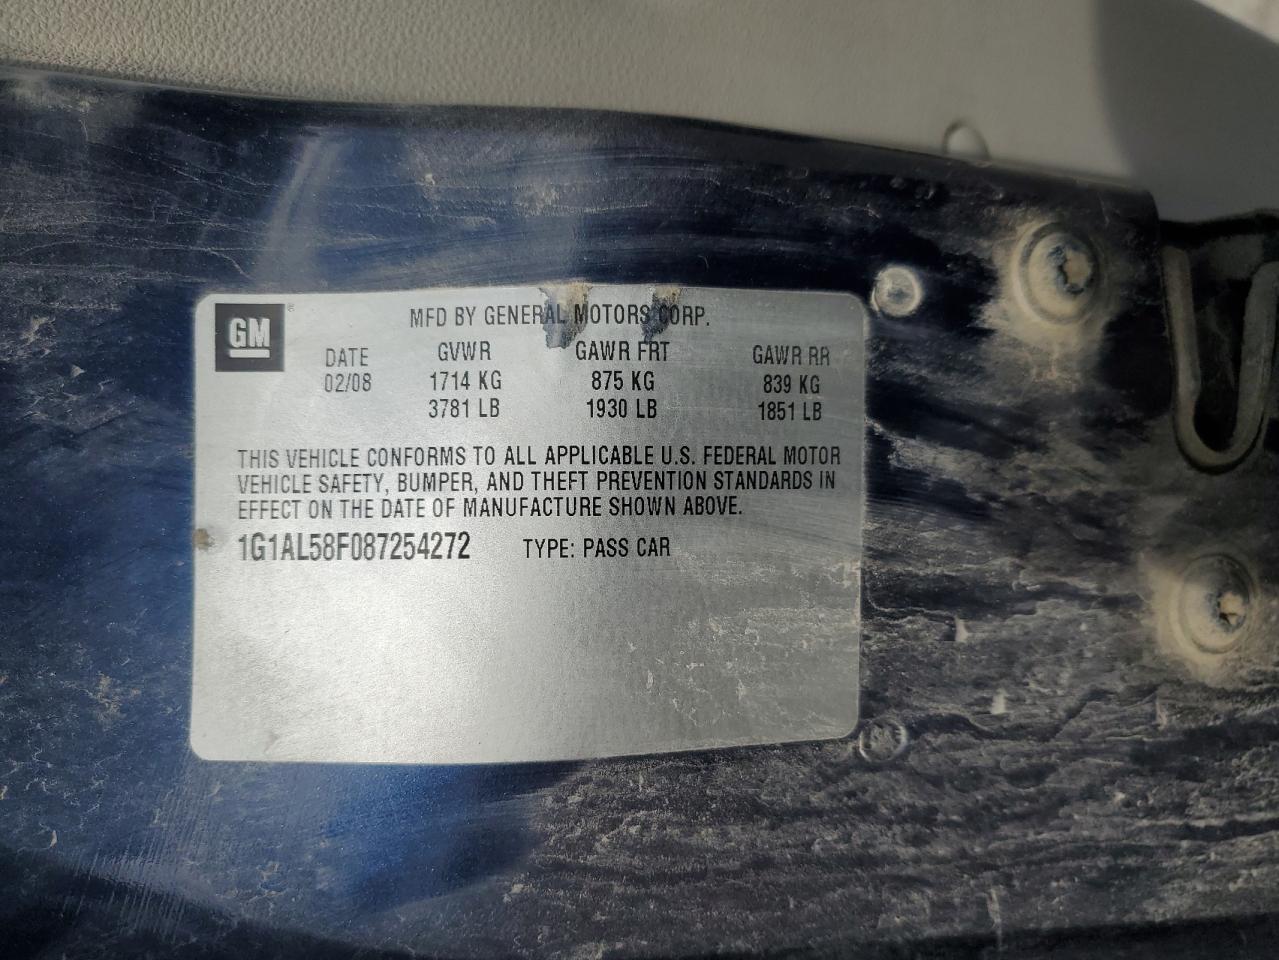 GM
MFD BY GENERAL MOTORS CORP.
DATE GVWR GAWR FRT GAWR RR
02/08 1714 KG 875 KG 839 KG
3781 LB 1930 LB 1851 LB
THIS VEHICLE CONFORMS TO ALL APPLICABLE U.S. FEDERAL MOTOR
VEHICLE SAFETY, BUMPER, AND THEFT PREVENTION STANDARDS IN
EFFECT ON THE DATE OF MANUFACTURE SHOWN ABOVE.
1G1AL58F087254272 TYPE: PASS CAR